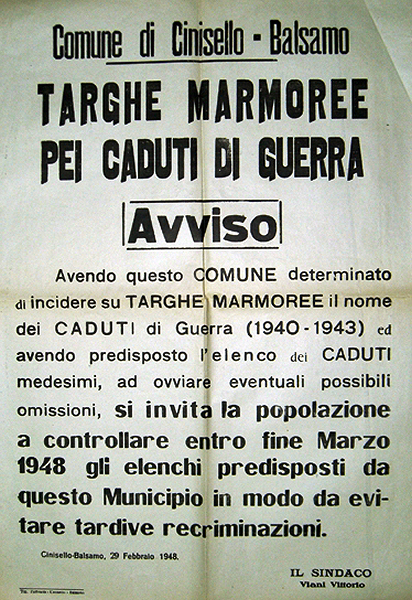 Comune di Cinisello - Balsamo
TARGHE MARMOREE
PEI CADUTI DI GUERRA
Avviso
Avendo questo COMUNE determinato
di incidere su TARGHE MARMOREE il nome
dei CADUTI di Guerra (1940-1943) ed
avendo predisposto l'elenco dei CADUTI
medesimi, ad ovviare eventuali possibili
omissioni, si invita la popolazione
a controllare entro fine Marzo
1948 gli elenchi predisposti da
questo Municipio in modo da evi-
tare tardive recriminazioni.
Cinisello-Balsamo, 29 Febbraio 1948.
IL SINDACO
Viani Vittorio